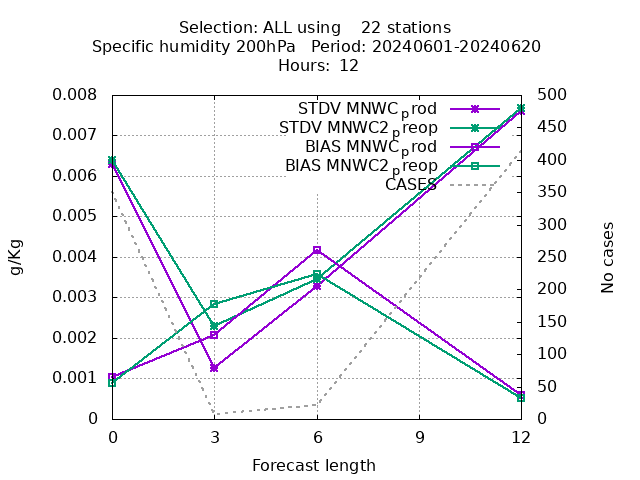 Selection: ALL using    22 stations
Specific humidity 200hPa   Period: 20240601-20240620
Hours: 12
STDV MNWC_prod
STDV MNWC2_preop
BIAS MNWC_prod
BIAS MNWC2_preop
CASES
0.008
0.007
0.006
0.005
0.004
0.003
0.002
0.001
0
g/Kg
500
450
400
350
300
250
200
150
100
50
0
No cases
0 3 6 9 12
Forecast length